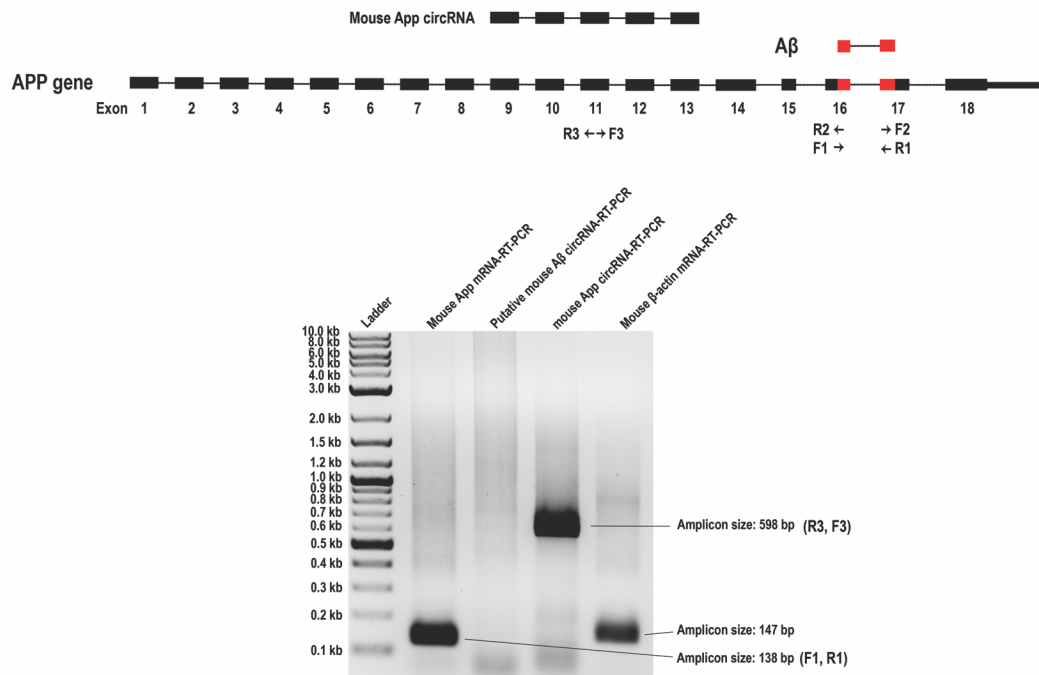 Mouse App circRNA
Aβ
APP gene
Exon 1 2 3 4 5 6 7 8 9 10 11 12 13 14 15 16 17 18
R3 ←→ F3 R2 ← → F2
F1 → ← R1
Ladder
Mouse App mRNA-RT-PCR
Putative mouse Aβ circRNA-RT-PCR
mouse App circRNA-RT-PCR
Mouse β-actin mRNA-RT-PCR
10.0 kb
8.0 kb
6.0 kb
5.0 kb
4.0 kb
3.0 kb
2.0 kb
1.5 kb
1.2 kb
1.0 kb
0.9 kb
0.8 kb
0.7 kb
0.6 kb
0.5 kb
0.4 kb
0.3 kb
0.2 kb
0.1 kb
Amplicon size: 598 bp (R3, F3)
Amplicon size: 147 bp
Amplicon size: 138 bp (F1, R1)